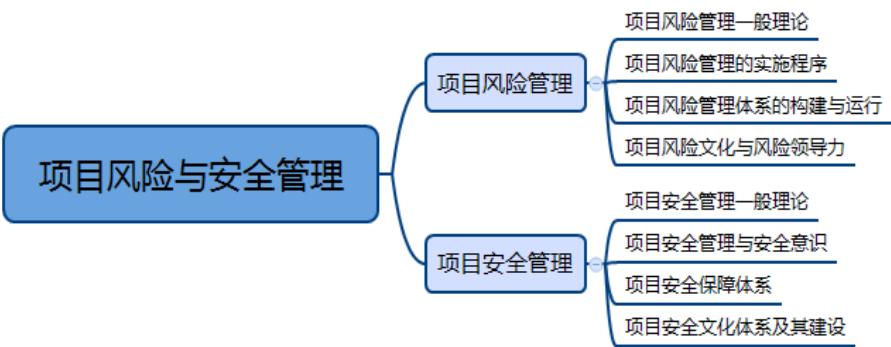 项目风险与安全管理
项目风险管理
项目风险管理一般理论
项目风险管理的实施程序
项目风险管理体系的构建与运行
项目风险文化与风险领导力
项目安全管理
项目安全管理一般理论
项目安全管理与安全意识
项目安全保障体系
项目安全文化体系及其建设